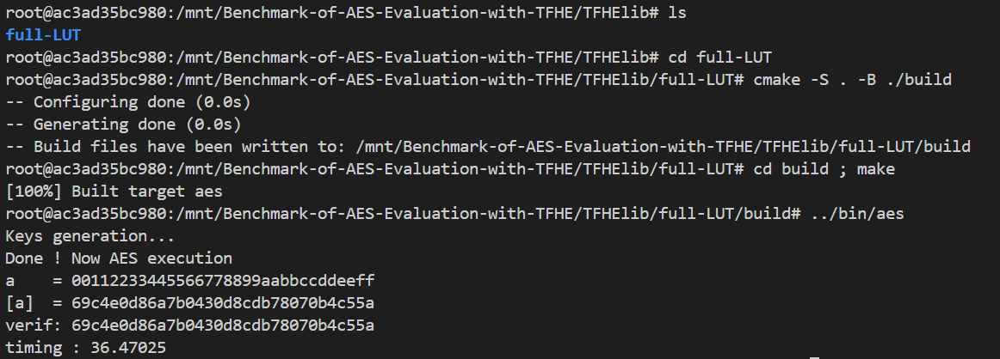 root@ac3ad35bc980:/mnt/Benchmark-of-AES-Evaluation-with-TFHE/TFHElib# ls
full-LUT
root@ac3ad35bc980:/mnt/Benchmark-of-AES-Evaluation-with-TFHE/TFHElib# cd full-LUT
root@ac3ad35bc980:/mnt/Benchmark-of-AES-Evaluation-with-TFHE/TFHElib/full-LUT# cmake -S . -B ./build
-- Configuring done (0.0s)
-- Generating done (0.0s)
-- Build files have been written to: /mnt/Benchmark-of-AES-Evaluation-with-TFHE/TFHElib/full-LUT/build
root@ac3ad35bc980:/mnt/Benchmark-of-AES-Evaluation-with-TFHE/TFHElib/full-LUT# cd build ; make
[100%] Built target aes
root@ac3ad35bc980:/mnt/Benchmark-of-AES-Evaluation-with-TFHE/TFHElib/full-LUT/build# ../bin/aes
Keys generation...
Done ! Now AES execution
a    = 00112233445566778899aabbccddeeff
[a]  = 69c4e0d86a7b0430d8cdb78070b4c55a
verif: 69c4e0d86a7b0430d8cdb78070b4c55a
timing : 36.47025